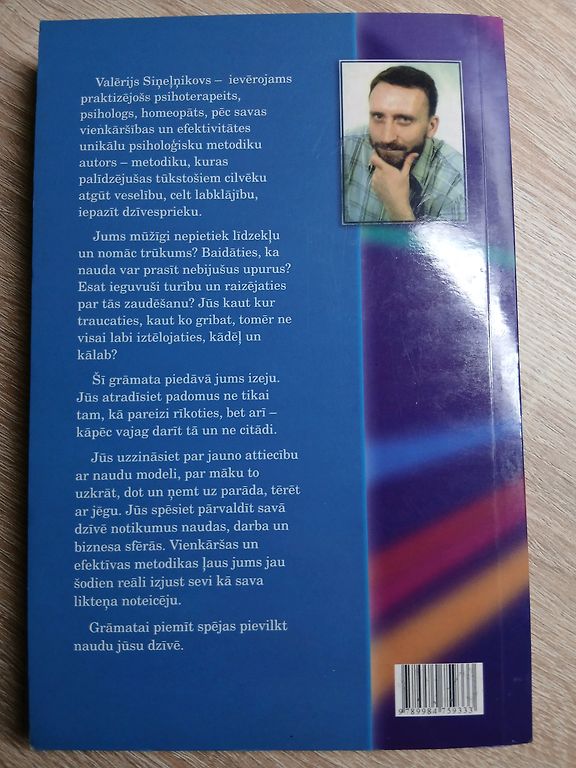 Valērijs Siņeļņikovs – ievērojams
praktizējošs psihoterapeits,
psihologs, homeopāts, pēc savas
vienkāršības un efektivitātes
unikālu psiholoģisku metodiku
autors – metodiku, kuras
palīdzējušas tūkstošiem cilvēku
atgūt veselību, celt labklājību,
iepazīt dzīvesprieku.
Jums mūžīgi nepietiek līdzekļu
un nomāc trūkums? Baidāties, ka
nauda var prasīt nebijušus upurus?
Esat ieguvuši turību un raizējaties
par tās zaudēšanu? Jūs kaut kur
traucaties, kaut ko gribat, tomēr ne
visai labi iztēlojaties, kādēļ un
kālab?
Šī grāmata piedāvā jums izeju.
Jūs atradīsiet padomus ne tikai
tam, kā pareizi rīkoties, bet arī –
kāpēc vajag darīt tā un ne citādi.
Jūs uzzināsiet par jauno attiecību
ar naudu modeli, par māku to
uzkrāt, dot un ņemt uz parāda, tērēt
ar jēgu. Jūs spēsiet pārvaldīt savā
dzīvē notikumus naudas, darba un
biznesa sfērās. Vienkāršas un
efektīvas metodikas ļaus jums jau
šodien reāli izjust sevi kā sava
likteņa noteicēju.
Grāmatai piemīt spējas pievilkt
naudu jūsu dzīvē.
9 789984 759333